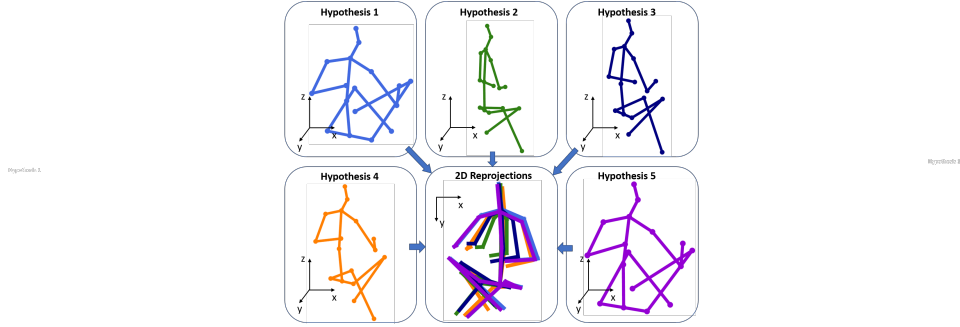 Hypothesis 1
Hypothesis 2
Hypothesis 3
z
x
y
z
x
y
z
x
y
Hypothesis 4
2D Reprojections
Hypothesis 5
z
x
y
x
y
z
x
y